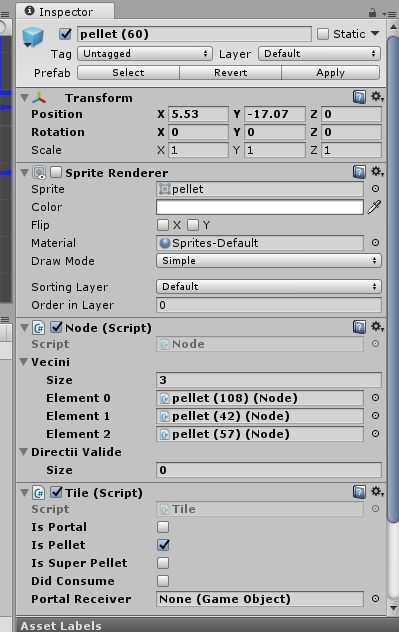 Inspector
pellet (60) Static
Tag Untagged Layer Default
Prefab Select Revert Apply
Transform
Position X 5.53 Y -17.07 Z 0
Rotation X 0 Y 0 Z 0
Scale X 1 Y 1 Z 1
Sprite Renderer
Sprite pellet
Color
Flip X Y
Material Sprites-Default
Draw Mode Simple
Sorting Layer Default
Order in Layer 0
Node (Script)
Script Node
Vecini
Size 3
Element 0 pellet (108) (Node)
Element 1 pellet (42) (Node)
Element 2 pellet (57) (Node)
Directii Valide
Size 0
Tile (Script)
Script Tile
Is Portal
Is Pellet
Is Super Pellet
Did Consume
Portal Receiver None (Game Object)
Asset Labels